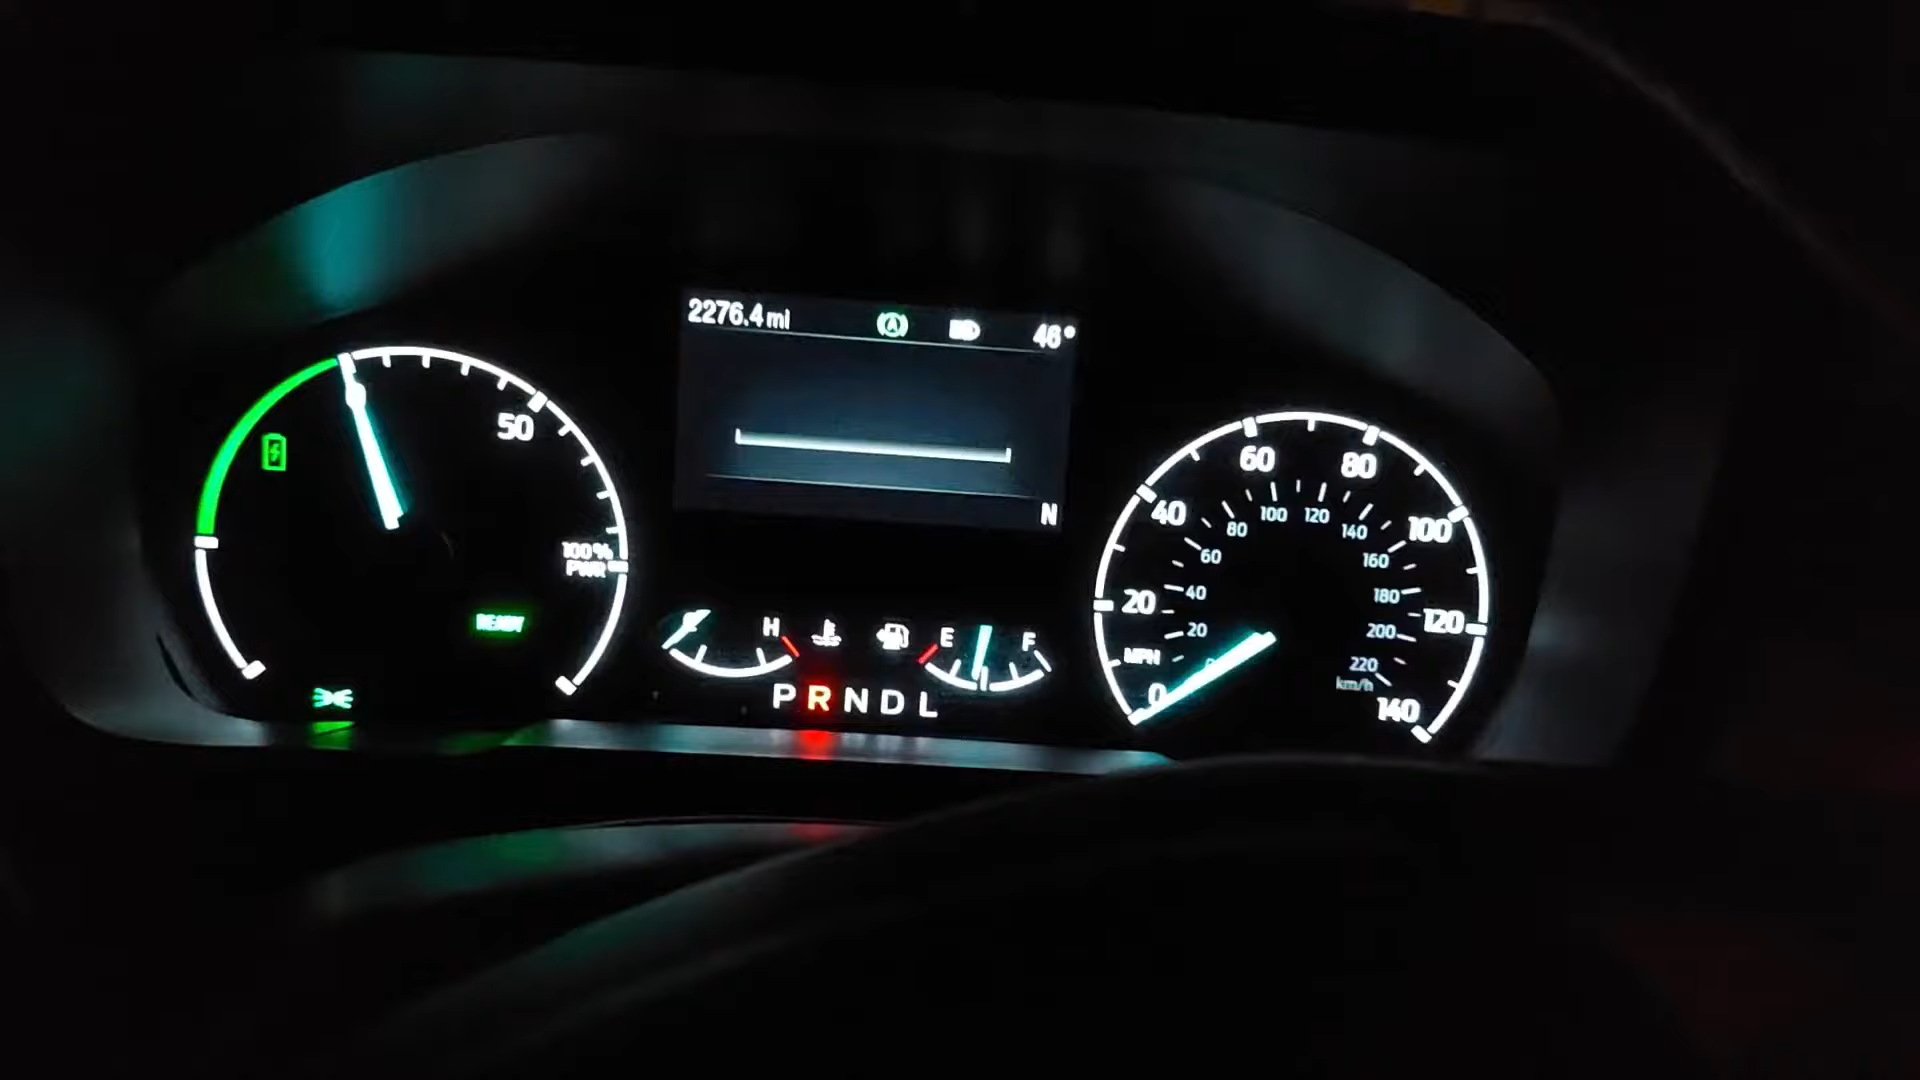 2276.4 mi 46°
N
50
100%
PWR
READY
H E F
P R N D L
0 20 40 60 80 100 120 140
MPH
0 20 40 60 80 100 120 140 160 180 200 220
km/h